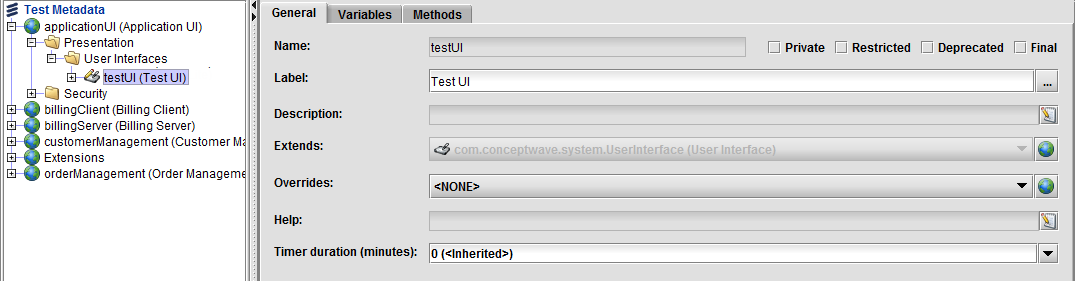 Test Metadata
applicationUI (Application UI)
Presentation
User Interfaces
testUI (Test UI)
Security
billingClient (Billing Client)
billingServer (Billing Server)
customerManagement (Customer Ma
Extensions
orderManagement (Order Manageme
General Variables Methods
Name: testUI Private Restricted Deprecated Final
Label: Test UI ...
Description:
Extends: com.conceptwave.system.UserInterface (User Interface)
Overrides: <NONE>
Help:
Timer duration (minutes): 0 (<Inherited>)